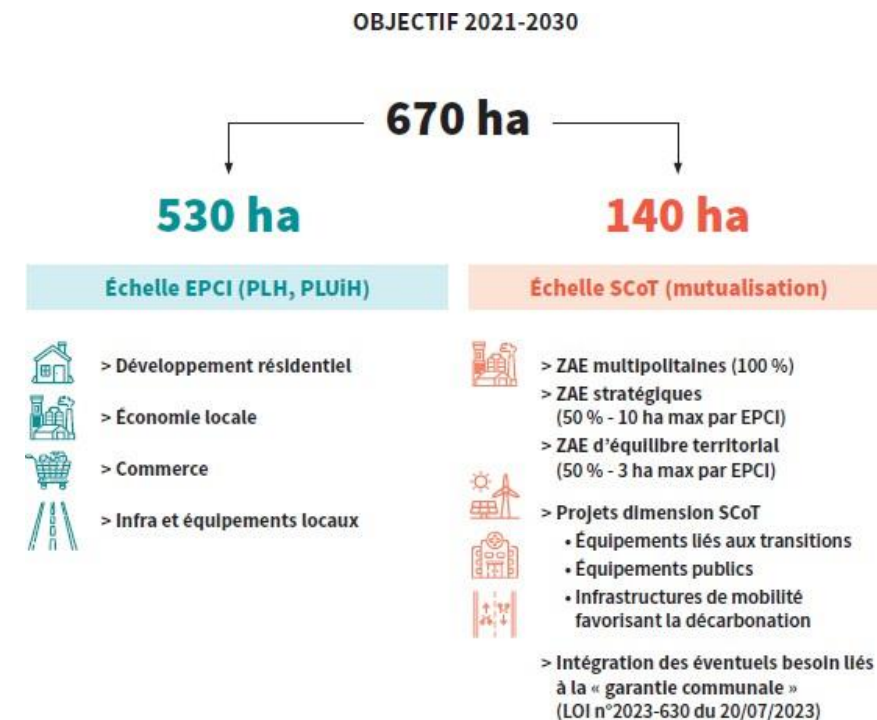 OBJECTIF 2021-2030
670 ha
530 ha
Échelle EPCI (PLH, PLUiH)
> Développement résidentiel
> Économie locale
> Commerce
> Infra et équipements locaux
140 ha
Échelle SCoT (mutualisation)
> ZAE multipolitaines (100 %)
> ZAE stratégiques
(50 % - 10 ha max par EPCI)
> ZAE d'équilibre territorial
(50 % - 3 ha max par EPCI)
> Projets dimension SCoT
• Équipements liés aux transitions
• Équipements publics
• Infrastructures de mobilité
favorisant la décarbonation
> Intégration des éventuels besoin liés
à la « garantie communale »
(LOI n°2023-630 du 20/07/2023)